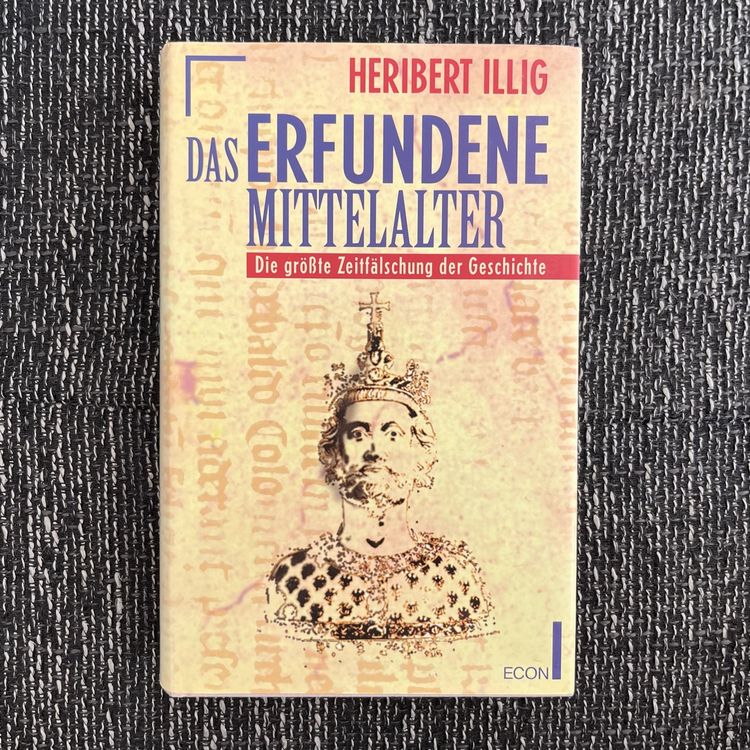 HERIBERT ILLIG
DAS ERFUNDENE
MITTELALTER
Die größte Zeitfälschung der Geschichte
ECON